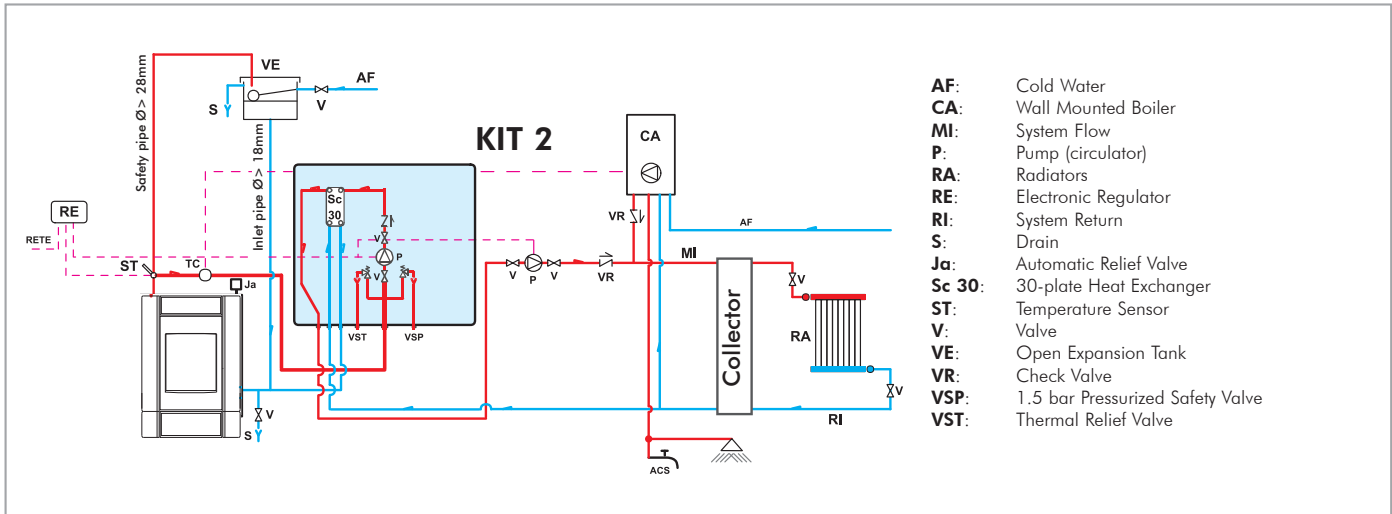 VE
AF
S
V
Safety pipe Ø> 28mm
Inlet pipe Ø> 18mm
KIT 2
CA
Sc
30
RE
RETE
ST
TC
Ja
V
P
V
VST
VSP
V
P
V
VR
VR
AF
MI
Collector
V
RA
V
RI
V
S
ACS
AF: Cold Water
CA: Wall Mounted Boiler
MI: System Flow
P: Pump (circulator)
RA: Radiators
RE: Electronic Regulator
RI: System Return
S: Drain
Ja: Automatic Relief Valve
Sc 30: 30-plate Heat Exchanger
ST: Temperature Sensor
V: Valve
VE: Open Expansion Tank
VR: Check Valve
VSP: 1.5 bar Pressurized Safety Valve
VST: Thermal Relief Valve